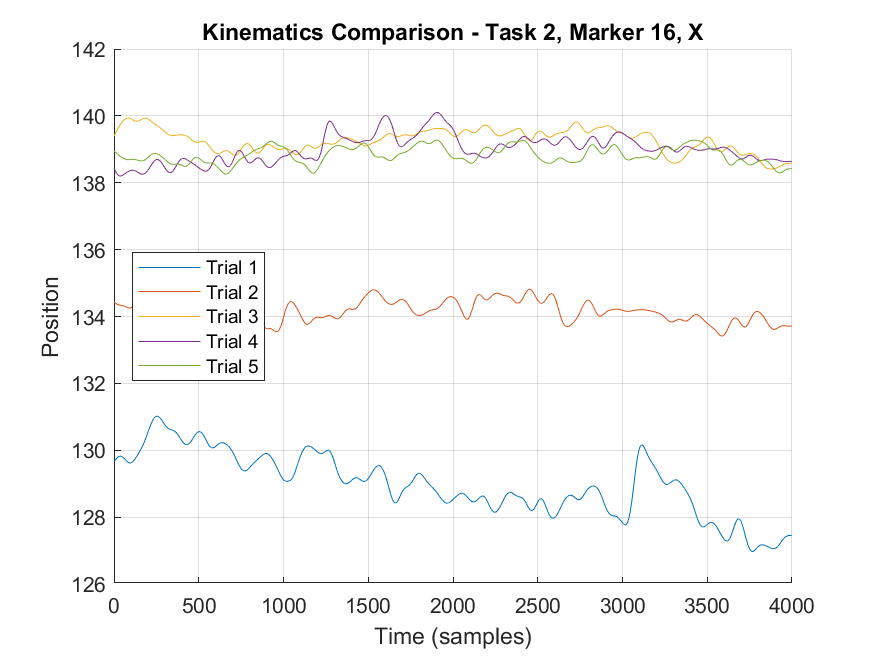 Kinematics Comparison - Task 2, Marker 16, X
142
140
138
136
134
132
130
128
126
Position
Trial 1
Trial 2
Trial 3
Trial 4
Trial 5
0 500 1000 1500 2000 2500 3000 3500 4000
Time (samples)